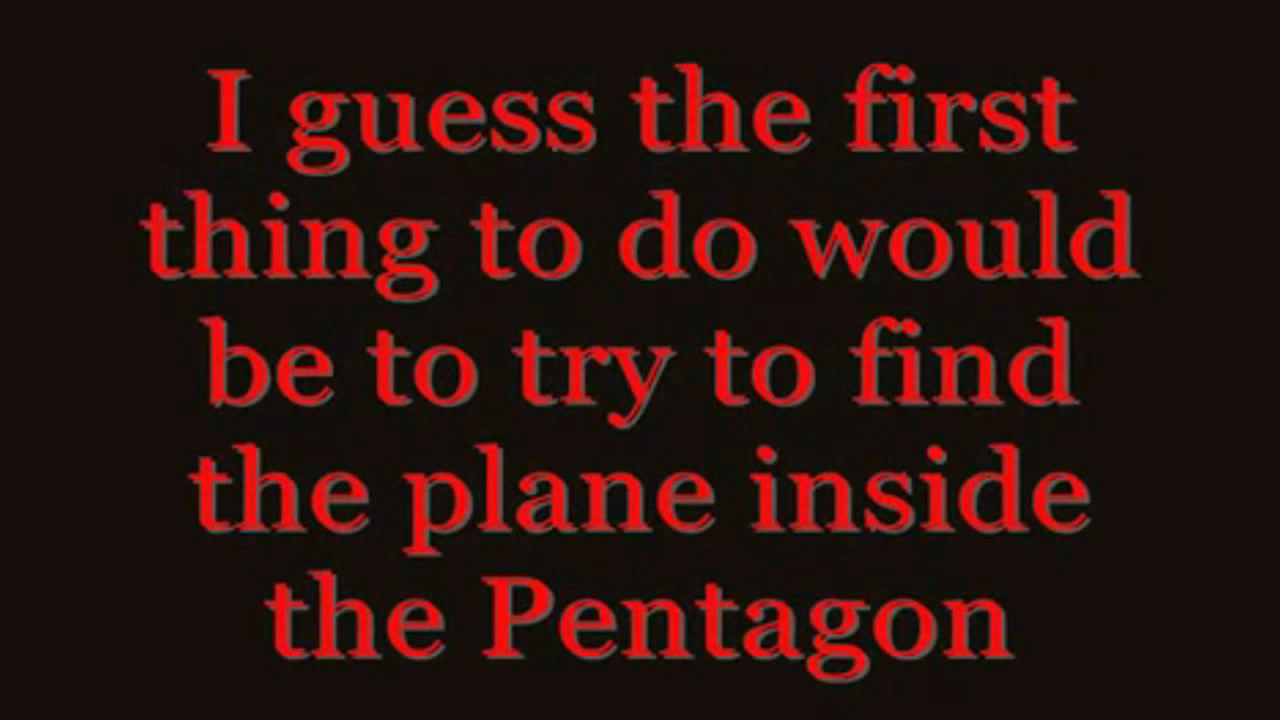 I guess the first
thing to do would
be to try to find
the plane inside
the Pentagon